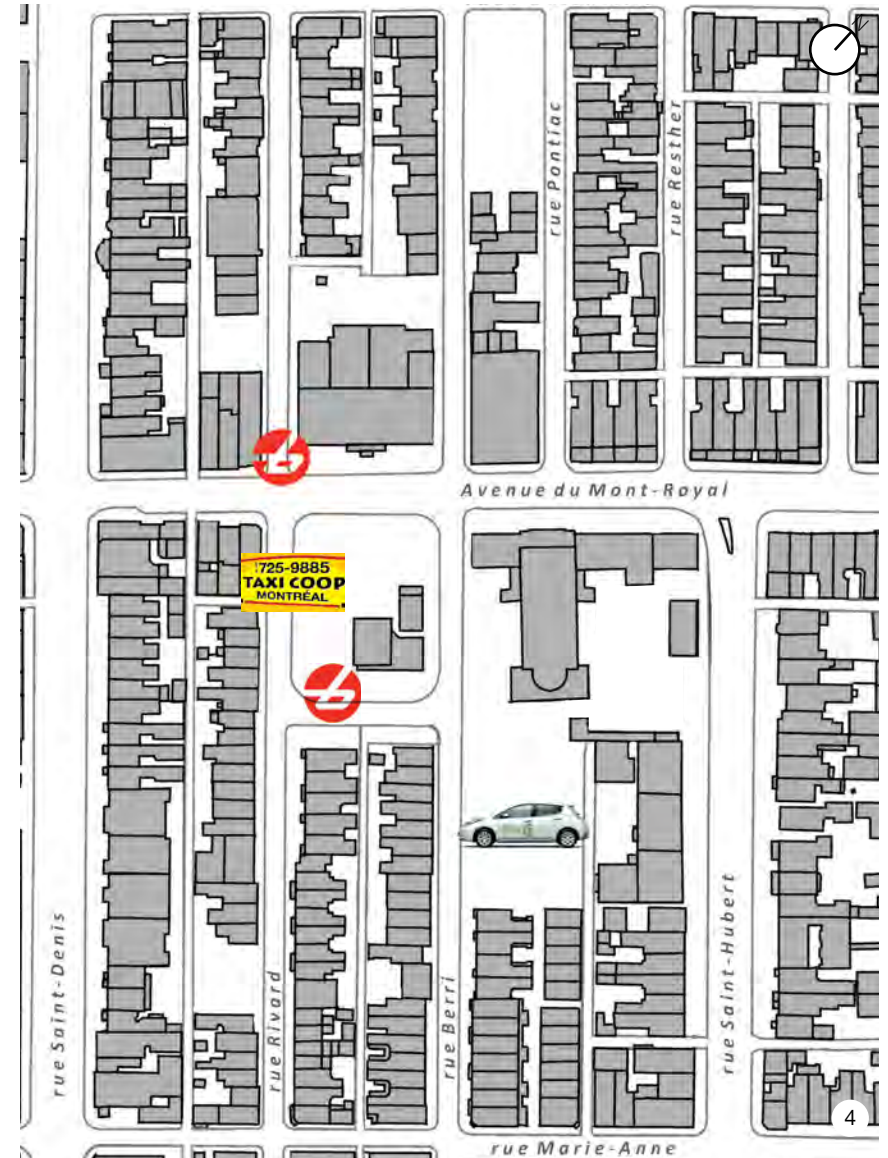 rue Pontiac
rue Resther
Avenue du Mont-Royal
725-9885
TAXI COOP
MONTRÉAL
rue Saint-Denis
rue Rivard
rue Berri
rue Saint-Hubert
4
rue Marie-Anne